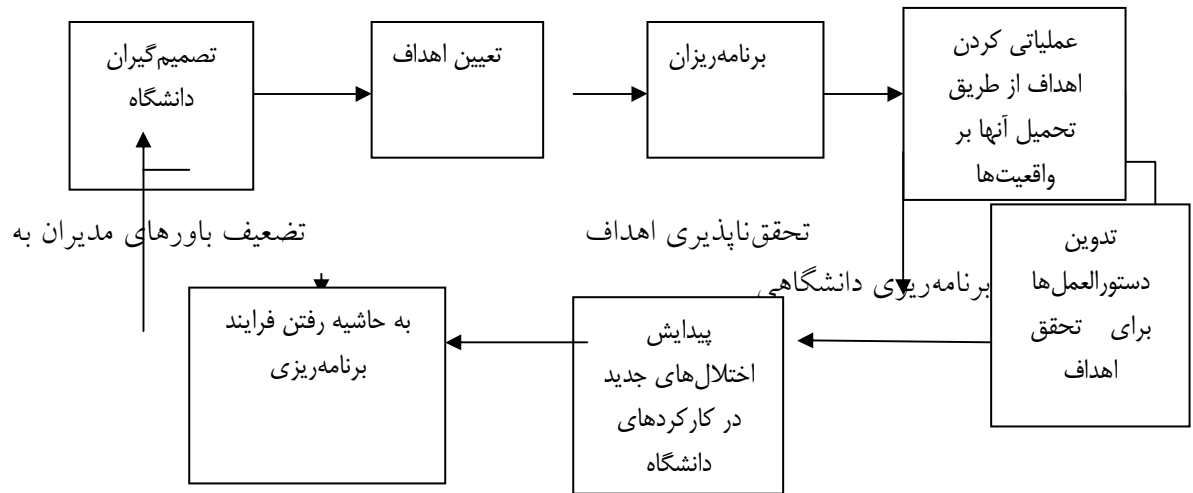 تصمیم‌گیران
دانشگاه
تعیین اهداف
برنامه‌ریزان
عملیاتی کردن
اهداف از طریق
تحمیل آنها بر
واقعیت‌ها
تحقق‌ناپذیری اهداف
تضعیف باورهای مدیران به
برنامه‌ریزی دانشگاهی
تدوین
دستورالعمل‌ها
برای تحقق
اهداف
پیدایش
اختلال‌های جدید
در کارکردهای
دانشگاه
به حاشیه رفتن فرایند
برنامه‌ریزی